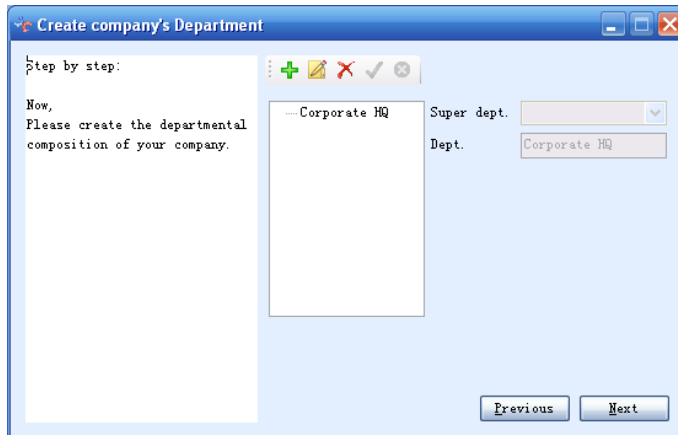 Create company's Department
Step by step:
Now,
Please create the departmental
composition of your company.
Corporate HQ
Super dept.
Dept.
Corporate HQ
Previous
Next